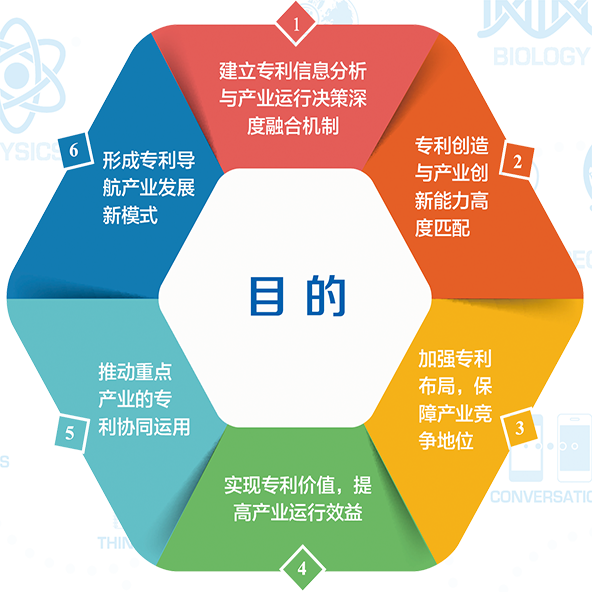 1
建立专利信息分析
与产业运行决策深
度融合机制
2
专利创造
与产业创
新能力高
度匹配
3
加强专利
布局，保
障产业竞
争地位
4
实现专利价值，提
高产业运行效益
5
推动重点
产业的专
利协同运用
6
形成专利导
航产业发展
新模式
目的
BIOLOGY
YSICS
CONVERSATIO
THIN